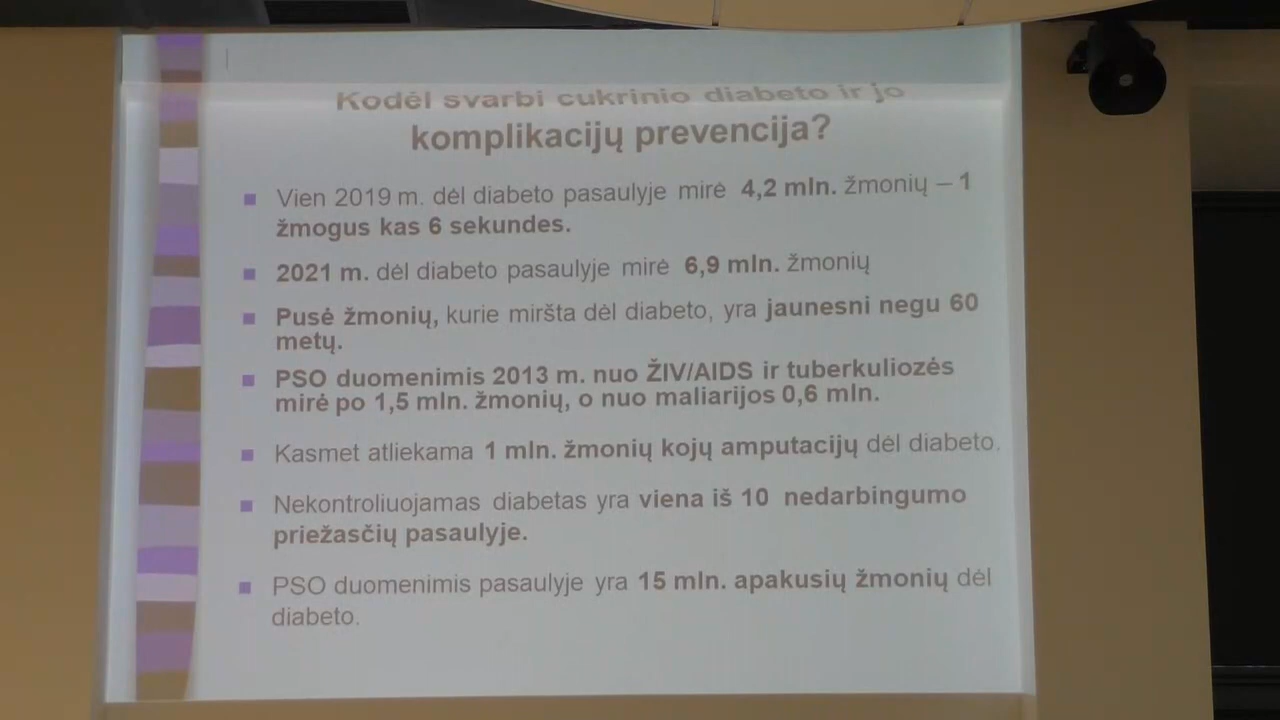 Kodėl svarbi cukrinio diabeto ir jo
komplikacijų prevencija?
Vien 2019 m. dėl diabeto pasaulyje mirė 4,2 mln. žmonių – 1
žmogus kas 6 sekundes.
2021 m. dėl diabeto pasaulyje mirė 6,9 mln. žmonių
Pusė žmonių, kurie miršta dėl diabeto, yra jaunesni negu 60
metų.
PSO duomenimis 2013 m. nuo ŽIV/AIDS ir tuberkuliozės
mirė po 1,5 mln. žmonių, o nuo maliarijos 0,6 mln.
Kasmet atliekama 1 mln. žmonių kojų amputacijų dėl diabeto.
Nekontroliuojamas diabetas yra viena iš 10 nedarbingumo
priežasčių pasaulyje.
PSO duomenimis pasaulyje yra 15 mln. apakusių žmonių dėl
diabeto.